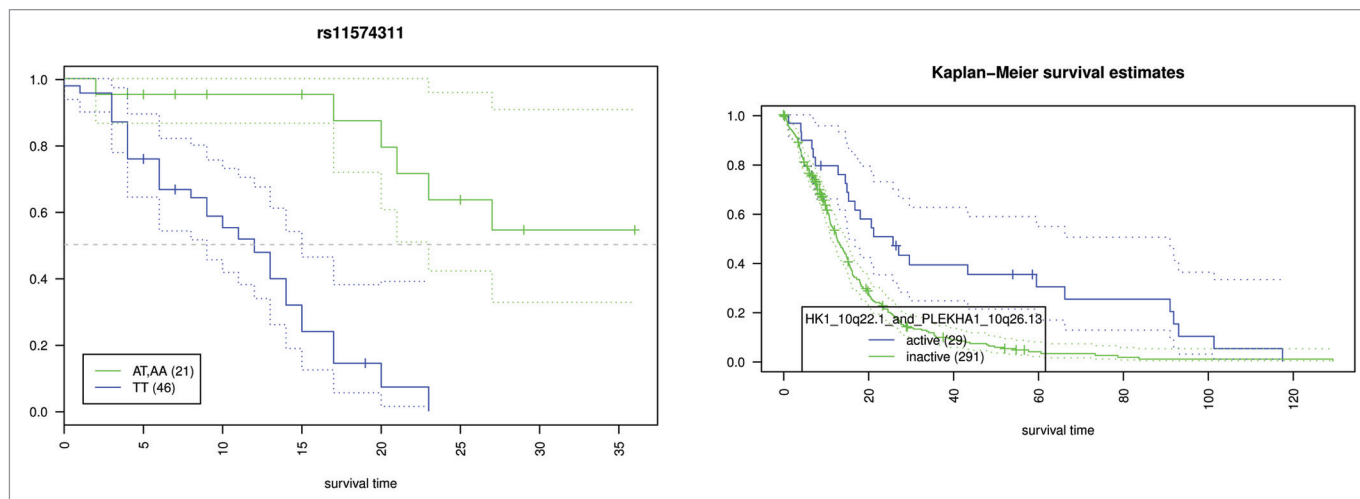 rs11574311
1.0
0.8
0.6
0.4
0.2
0.0
AT,AA (21)
TT (46)
0 5 10 15 20 25 30 35
survival time
Kaplan–Meier survival estimates
1.0
0.8
0.6
0.4
0.2
0.0
HK1_10q22.1_and_PLEKHA1_10q26.13
active (29)
inactive (291)
0 20 40 60 80 100 120
survival time